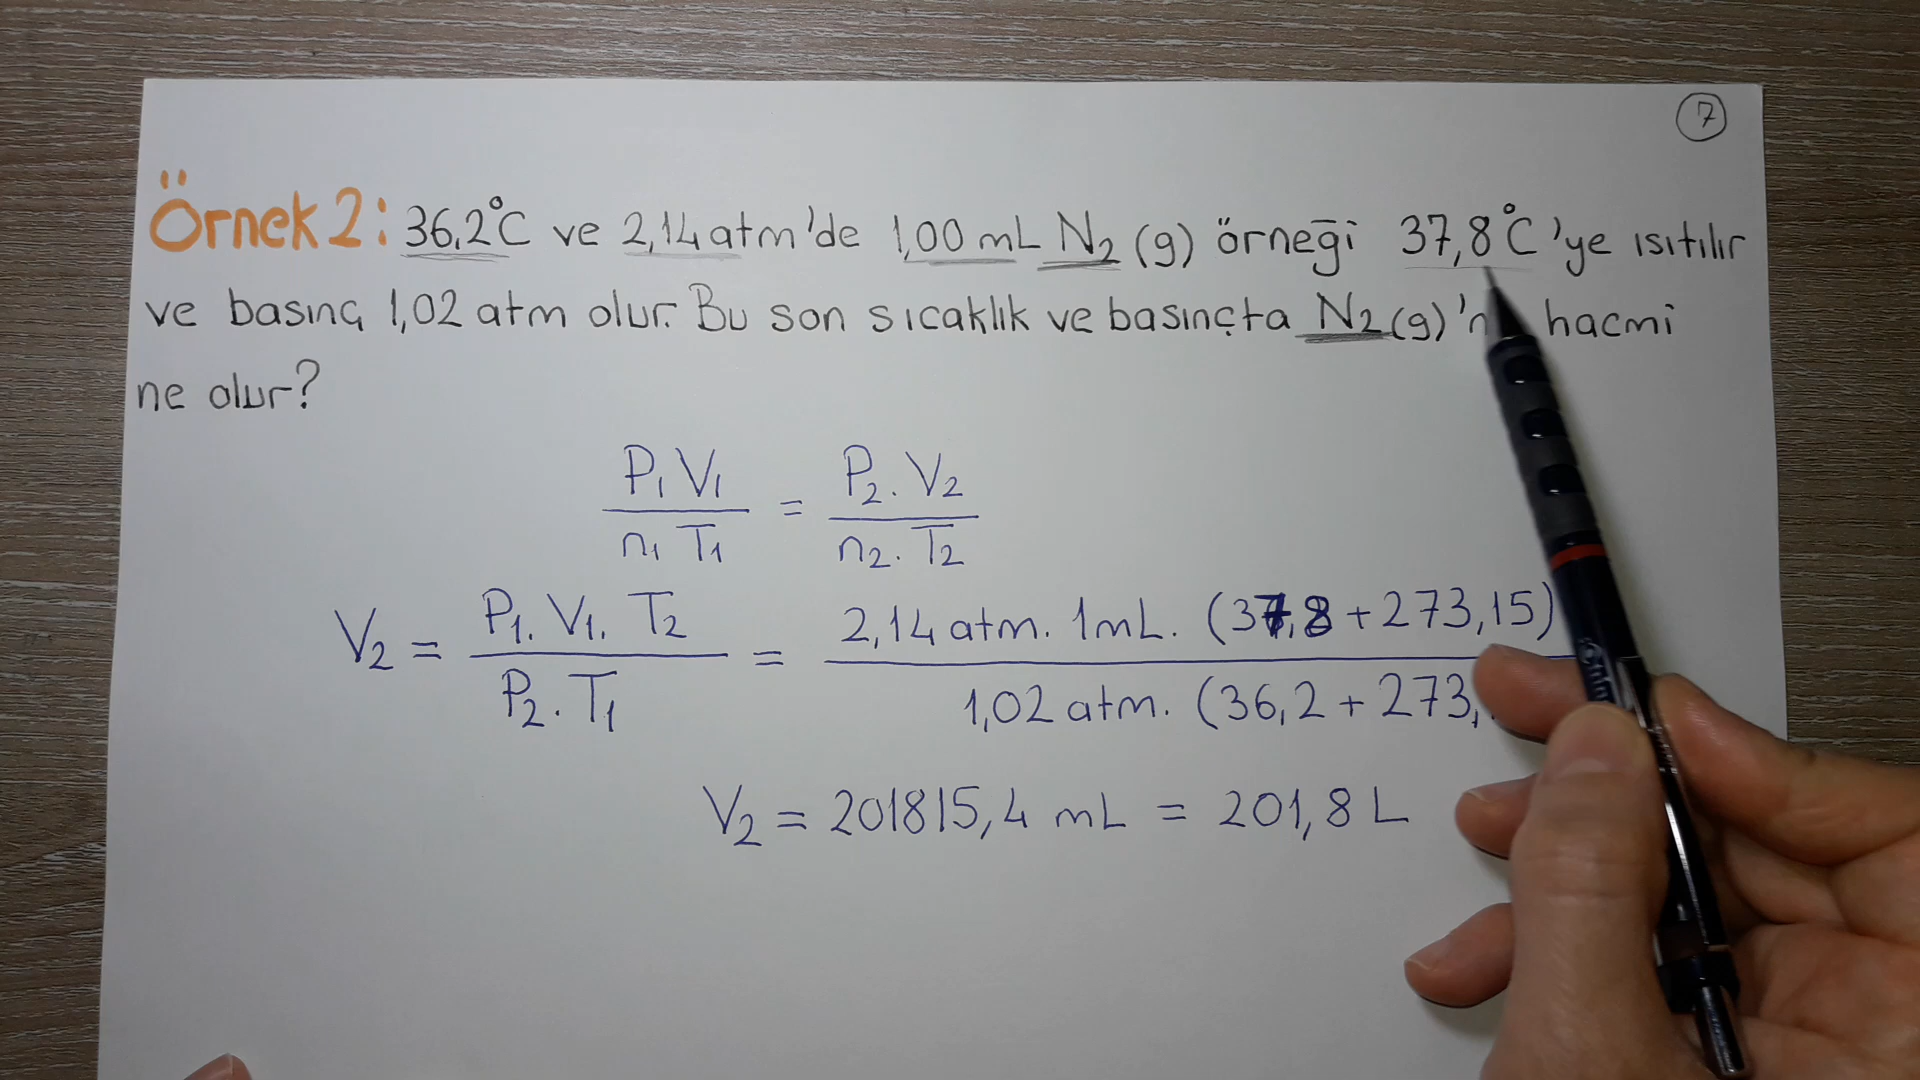 7
Örnek 2: 36,2°C ve 2,14 atm'de 1,00 mL N₂ (g) örneği 37,8°C'ye ısıtılır
ve basınç 1,02 atm olur. Bu son sıcaklık ve basınçta N₂(g)'n hacmi
ne olur?
P₁ V₁ / n₁ T₁ = P₂ . V₂ / n₂ . T₂
V₂ = P₁ . V₁ . T₂ / P₂ . T₁ = 2,14 atm . 1 mL . (37,8 + 273,15) / 1,02 atm . (36,2 + 273,
V₂ = 201815,4 mL = 201,8 L